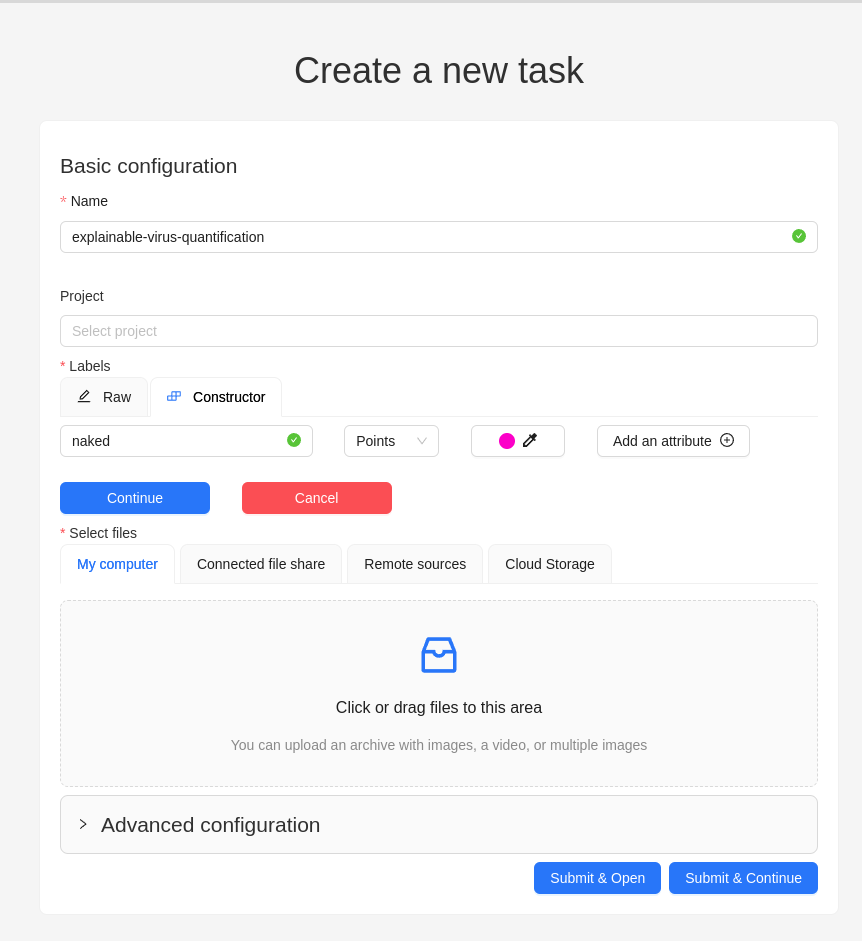 Create a new task
Basic configuration
* Name
explainable-virus-quantification
Project
Select project
* Labels
Raw Constructor
naked Points Add an attribute
Continue Cancel
* Select files
My computer Connected file share Remote sources Cloud Storage
Click or drag files to this area
You can upload an archive with images, a video, or multiple images
Advanced configuration
Submit & Open Submit & Continue